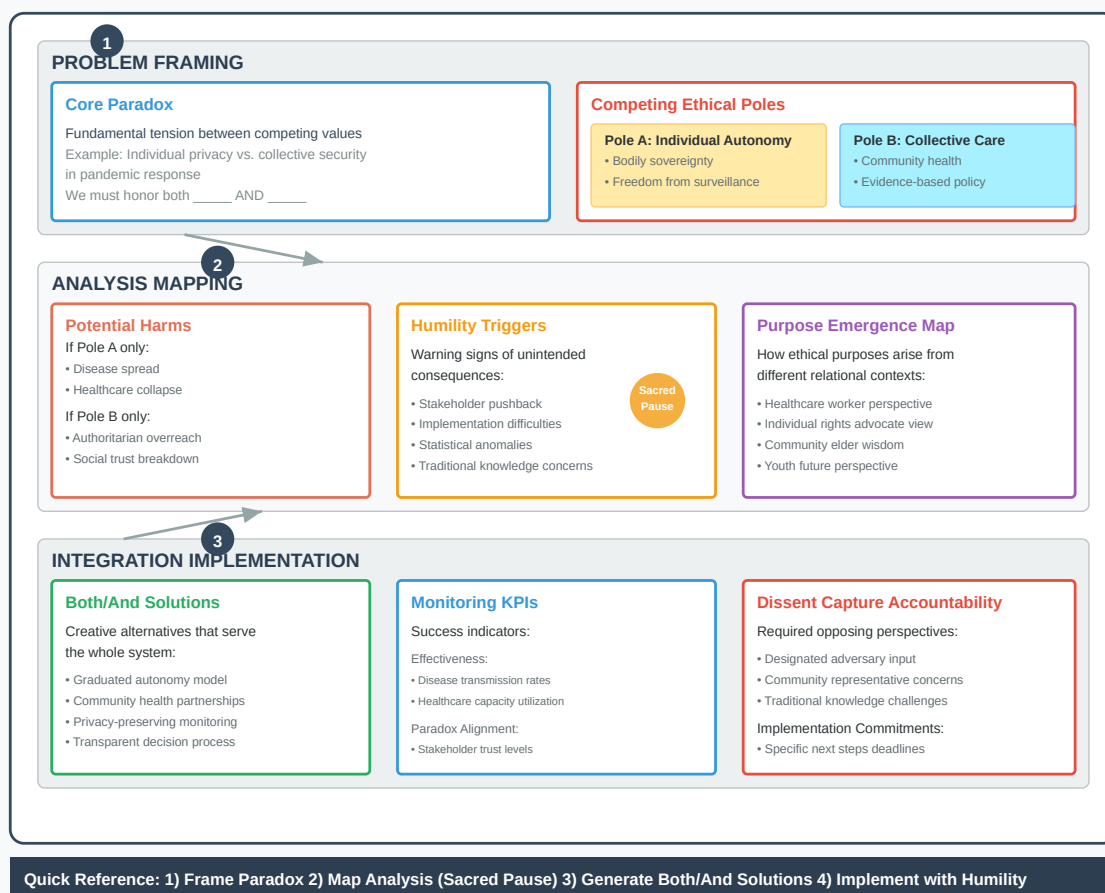 1
PROBLEM FRAMING
Core Paradox
Fundamental tension between competing values
Example: Individual privacy vs. collective security
in pandemic response
We must honor both _____ AND _____
Competing Ethical Poles
Pole A: Individual Autonomy
• Bodily sovereignty
• Freedom from surveillance
Pole B: Collective Care
• Community health
• Evidence-based policy
2
ANALYSIS MAPPING
Potential Harms
If Pole A only:
• Disease spread
• Healthcare collapse
If Pole B only:
• Authoritarian overreach
• Social trust breakdown
Humility Triggers
Warning signs of unintended
consequences:
• Stakeholder pushback
• Implementation difficulties
• Statistical anomalies
• Traditional knowledge concerns
Sacred
Pause
Purpose Emergence Map
How ethical purposes arise from
different relational contexts:
• Healthcare worker perspective
• Individual rights advocate view
• Community elder wisdom
• Youth future perspective
3
INTEGRATION IMPLEMENTATION
Both/And Solutions
Creative alternatives that serve
the whole system:
• Graduated autonomy model
• Community health partnerships
• Privacy-preserving monitoring
• Transparent decision process
Monitoring KPIs
Success indicators:
Effectiveness:
• Disease transmission rates
• Healthcare capacity utilization
Paradox Alignment:
• Stakeholder trust levels
Dissent Capture Accountability
Required opposing perspectives:
• Designated adversary input
• Community representative concerns
• Traditional knowledge challenges
Implementation Commitments:
• Specific next steps deadlines
Quick Reference: 1) Frame Paradox 2) Map Analysis (Sacred Pause) 3) Generate Both/And Solutions 4) Implement with Humility